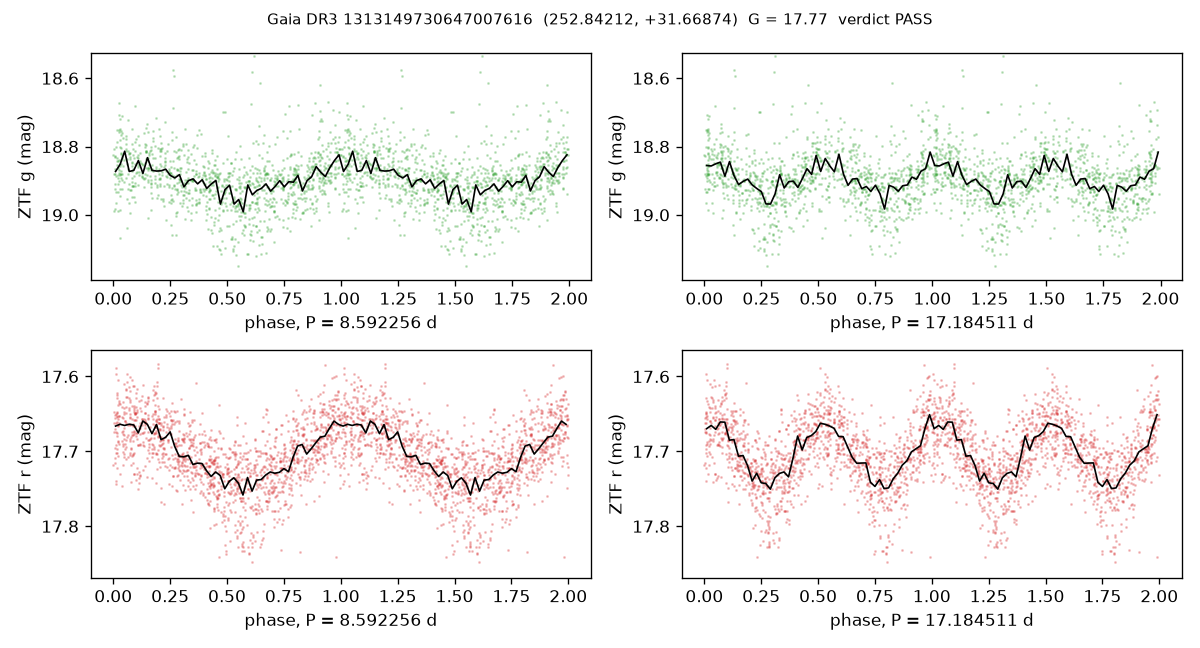 Gaia DR3 1313149730647007616 (252.84212, +31.66874) G = 17.77 verdict PASS
18.6
18.8
19.0
ZTF g (mag)
0.00 0.25 0.50 0.75 1.00 1.25 1.50 1.75 2.00
phase, P = 8.592256 d
18.6
18.8
19.0
ZTF g (mag)
0.00 0.25 0.50 0.75 1.00 1.25 1.50 1.75 2.00
phase, P = 17.184511 d
17.6
17.7
17.8
ZTF r (mag)
0.00 0.25 0.50 0.75 1.00 1.25 1.50 1.75 2.00
phase, P = 8.592256 d
17.6
17.7
17.8
ZTF r (mag)
0.00 0.25 0.50 0.75 1.00 1.25 1.50 1.75 2.00
phase, P = 17.184511 d